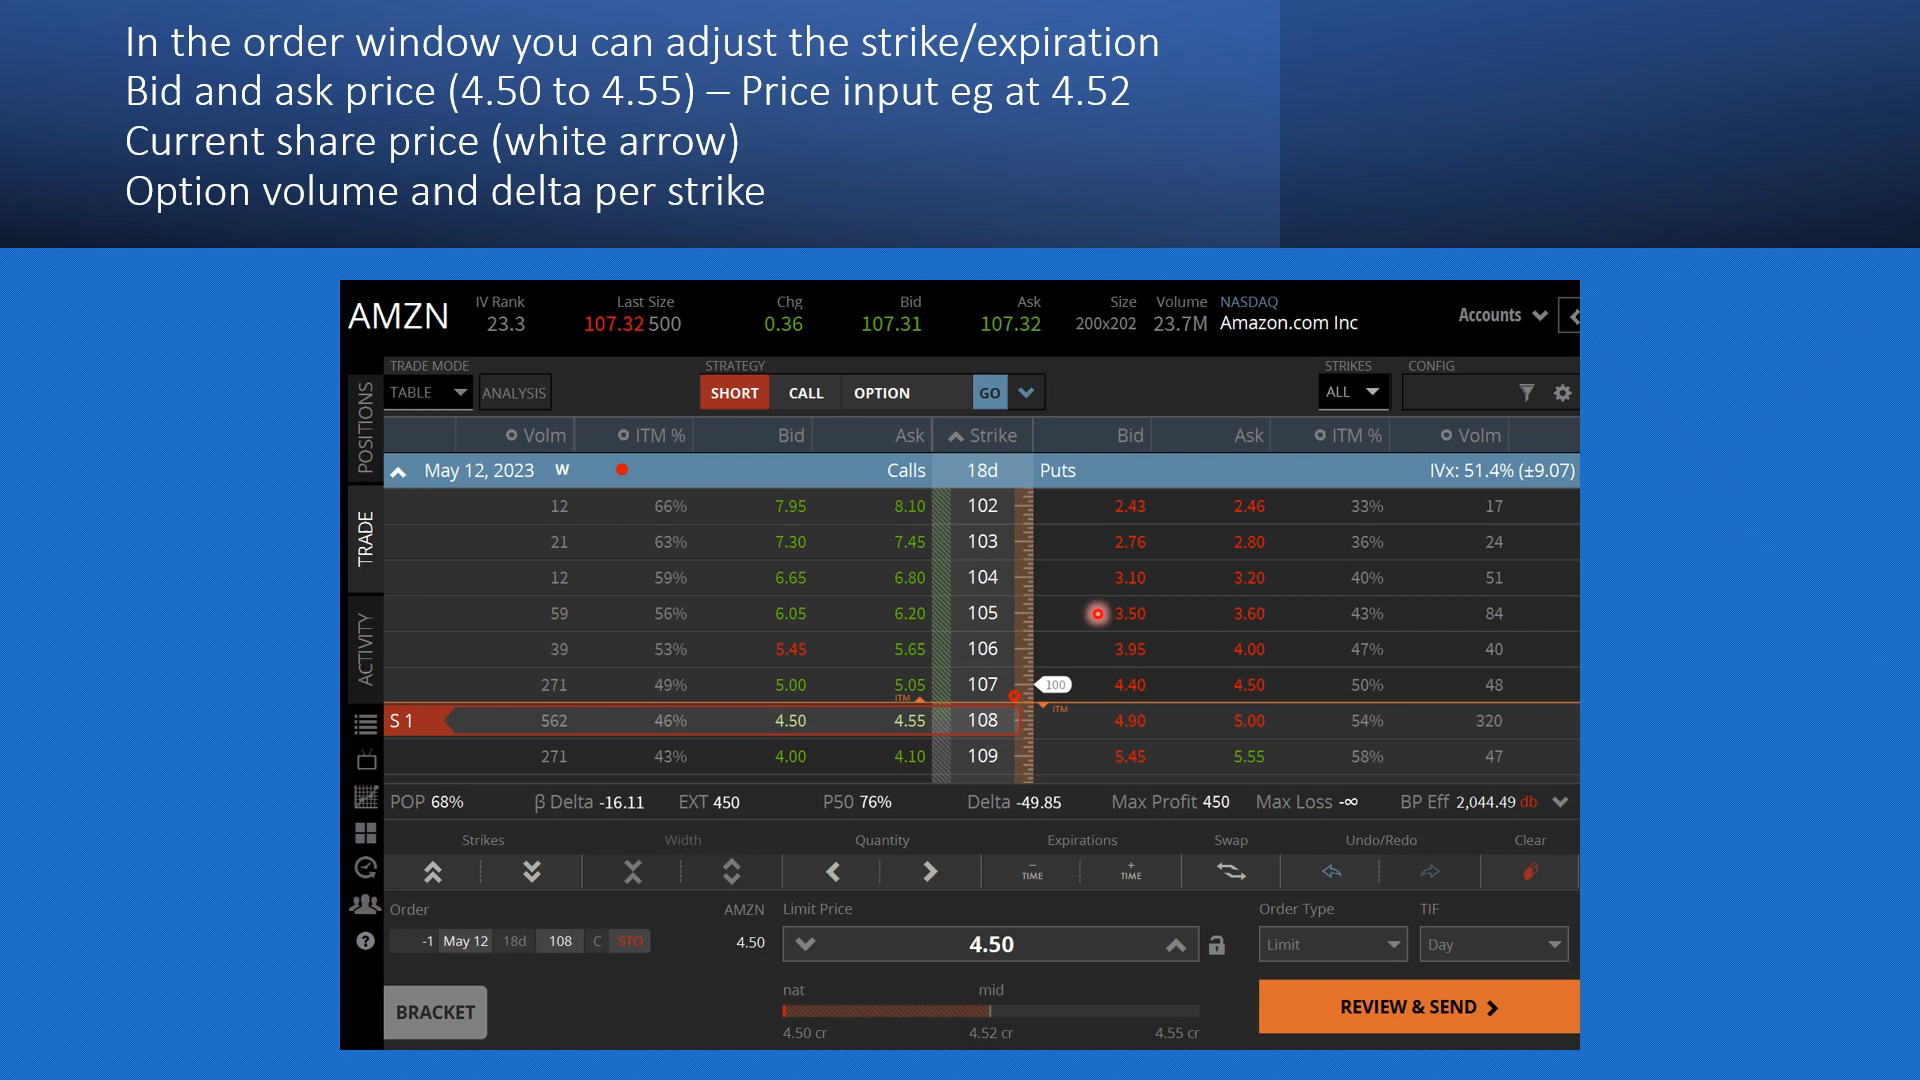 In the order window you can adjust the strike/expiration
Bid and ask price (4.50 to 4.55) – Price input eg at 4.52
Current share price (white arrow)
Option volume and delta per strike
AMZN IV Rank Last Size Chg Bid Ask Size Volume NASDAQ Accounts
23.3 107.32 500 0.36 107.31 107.32 200x202 23.7M Amazon.com Inc
TRADE MODE STRATEGY STRIKES CONFIG
TABLE ANALYSIS SHORT CALL OPTION GO ALL
POSITIONS
TRADE
ACTIVITY
Volm ITM % Bid Ask Strike Bid Ask ITM % Volm
May 12, 2023 W Calls 18d Puts IVx: 51.4% (±9.07)
12 66% 7.95 8.10 102 2.43 2.46 33% 17
21 63% 7.30 7.45 103 2.76 2.80 36% 24
12 59% 6.65 6.80 104 3.10 3.20 40% 51
59 56% 6.05 6.20 105 3.50 3.60 43% 84
39 53% 5.45 5.65 106 3.95 4.00 47% 40
271 49% 5.00 5.05 107 100 4.40 4.50 50% 48
ITM ITM
S 1 562 46% 4.50 4.55 108 4.90 5.00 54% 320
271 43% 4.00 4.10 109 5.45 5.55 58% 47
POP 68% β Delta -16.11 EXT 450 P50 76% Delta -49.85 Max Profit 450 Max Loss -∞ BP Eff 2,044.49 db
Strikes Width Quantity Expirations Swap Undo/Redo Clear
− TIME + TIME
Order AMZN Limit Price Order Type TIF
-1 May 12 18d 108 C STO 4.50 4.50 Limit Day
nat mid
BRACKET REVIEW & SEND
4.50 cr 4.52 cr 4.55 cr